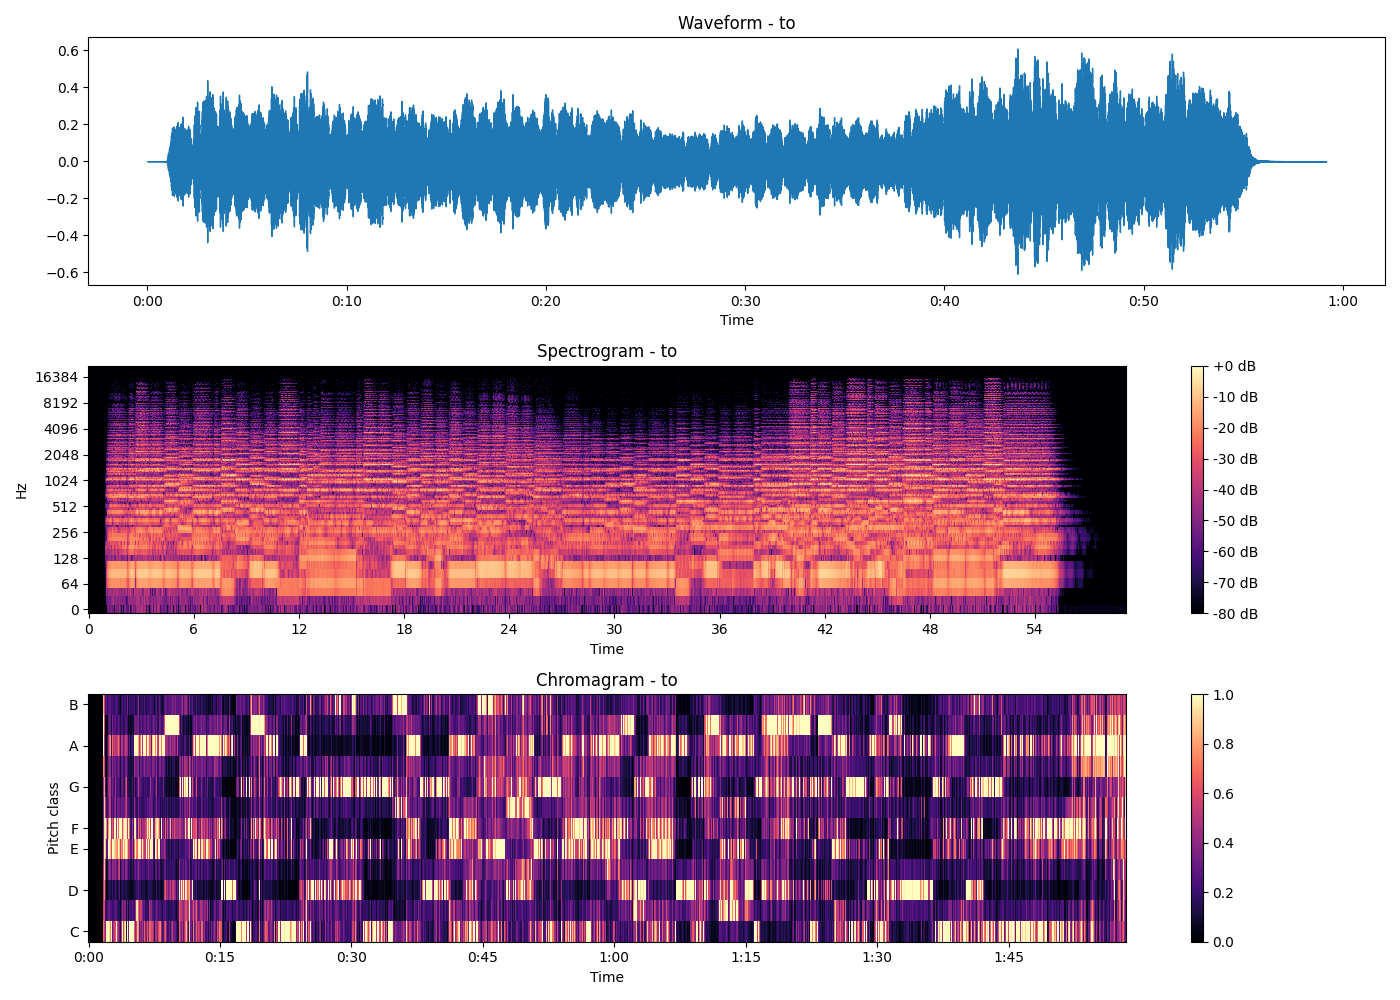 Waveform - to
0.6
0.4
0.2
0.0
−0.2
−0.4
−0.6
0:00 0:10 0:20 0:30 0:40 0:50 1:00
Time
Spectrogram - to
16384
8192
4096
2048
1024
512
256
128
64
0
Hz
0 6 12 18 24 30 36 42 48 54
Time
+0 dB
-10 dB
-20 dB
-30 dB
-40 dB
-50 dB
-60 dB
-70 dB
-80 dB
Chromagram - to
B
A
G
F
E
D
C
Pitch class
0:00 0:15 0:30 0:45 1:00 1:15 1:30 1:45
Time
1.0
0.8
0.6
0.4
0.2
0.0